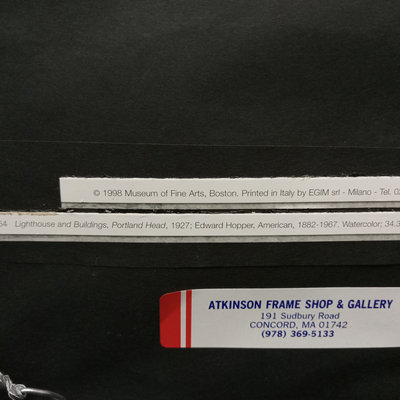 © 1998 Museum of Fine Arts, Boston. Printed in Italy by EGIM srl - Milano - Tel.
Lighthouse and Buildings, Portland Head, 1927; Edward Hopper, American, 1882-1967. Watercolor; 34.3
ATKINSON FRAME SHOP & GALLERY
191 Sudbury Road
CONCORD, MA 01742
(978) 369-5133